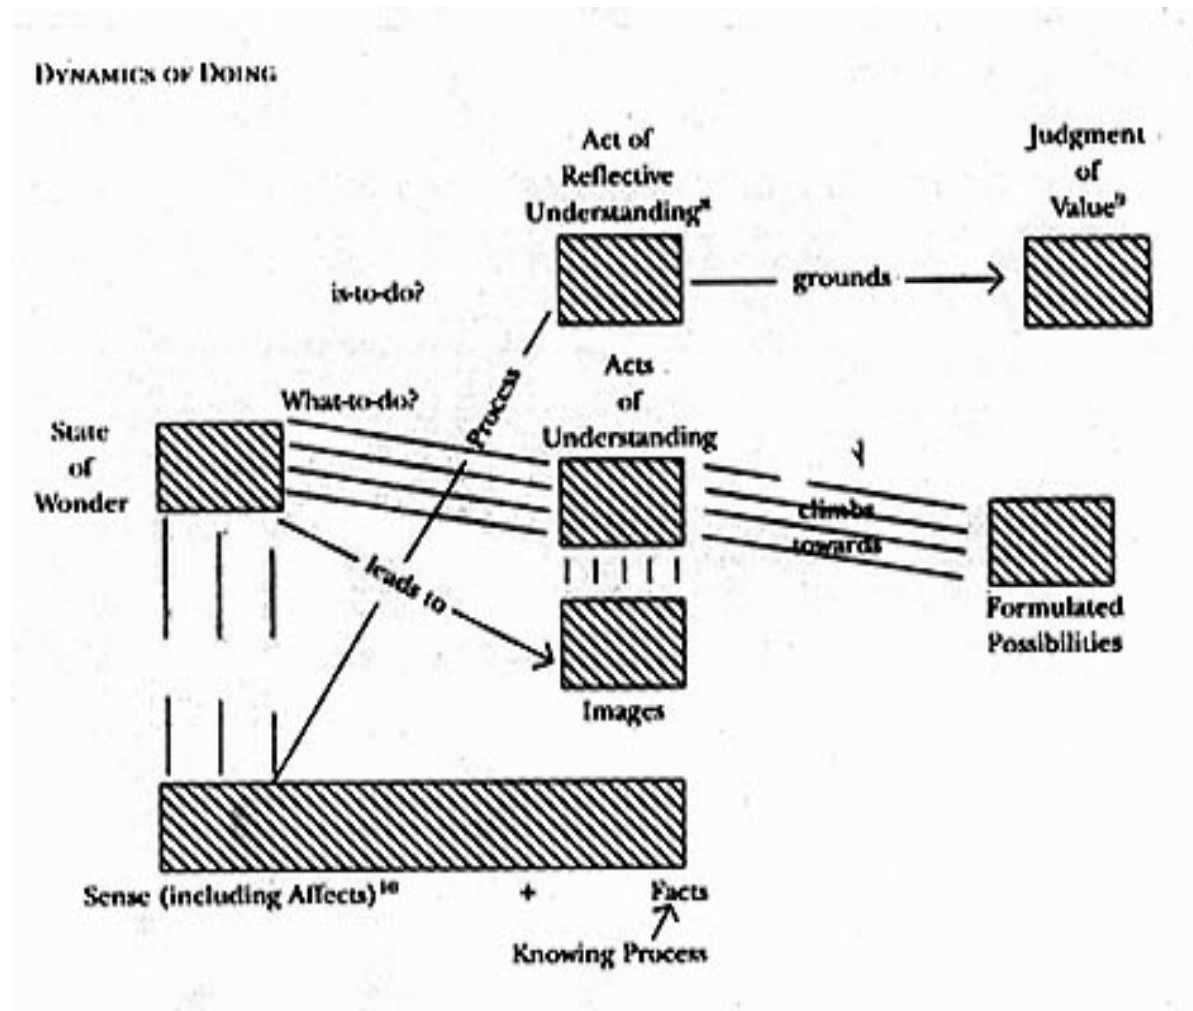 DYNAMICS OF DOING
Act of
Reflective
Understanding⁸
Judgment
of
Value⁹
is-to-do?
grounds
Process
Acts
of
Understanding
What-to-do?
State
of
Wonder
climbs
towards
leads to
Formulated
Possibilities
Images
Sense (including Affects)¹⁰ + Facts
Knowing Process